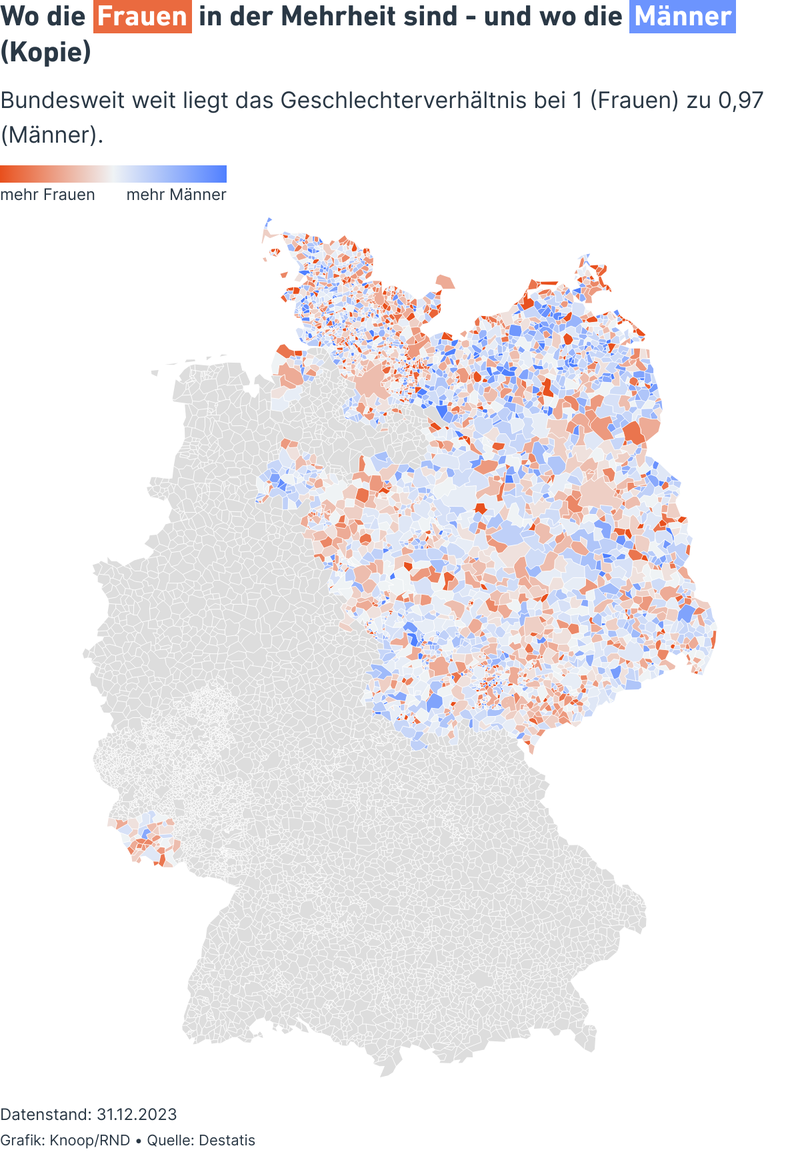 Wo die Frauen in der Mehrheit sind - und wo die Männer
(Kopie)
Bundesweit weit liegt das Geschlechterverhältnis bei 1 (Frauen) zu 0,97
(Männer).
mehr Frauen mehr Männer
Datenstand: 31.12.2023
Grafik: Knoop/RND • Quelle: Destatis